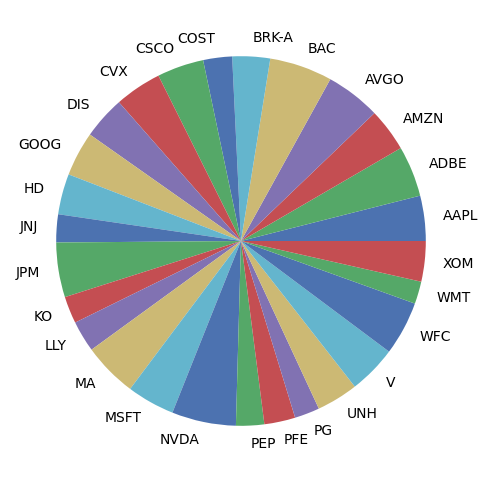 AAPL
ADBE
AMZN
AVGO
BAC
BRK-A
COST
CSCO
CVX
DIS
GOOG
HD
JNJ
JPM
KO
LLY
MA
MSFT
NVDA
PEP
PFE
PG
UNH
V
WFC
WMT
XOM